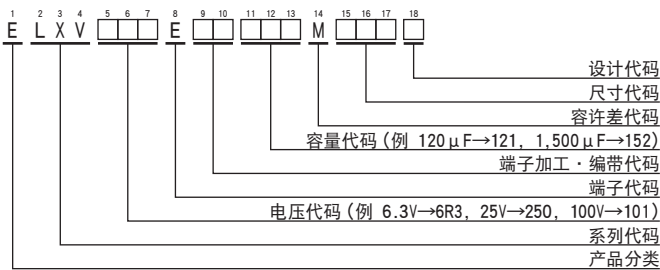 1 2 3 4 5 6 7 8 9 10 11 12 13 14 15 16 17 18
E L X V □□□ E □□ □□□ M □□□ □
设计代码
尺寸代码
容许差代码
容量代码(例 120μF→121, 1,500μF→152)
端子加工・编带代码
端子代码
电压代码(例 6.3V→6R3, 25V→250, 100V→101)
系列代码
产品分类